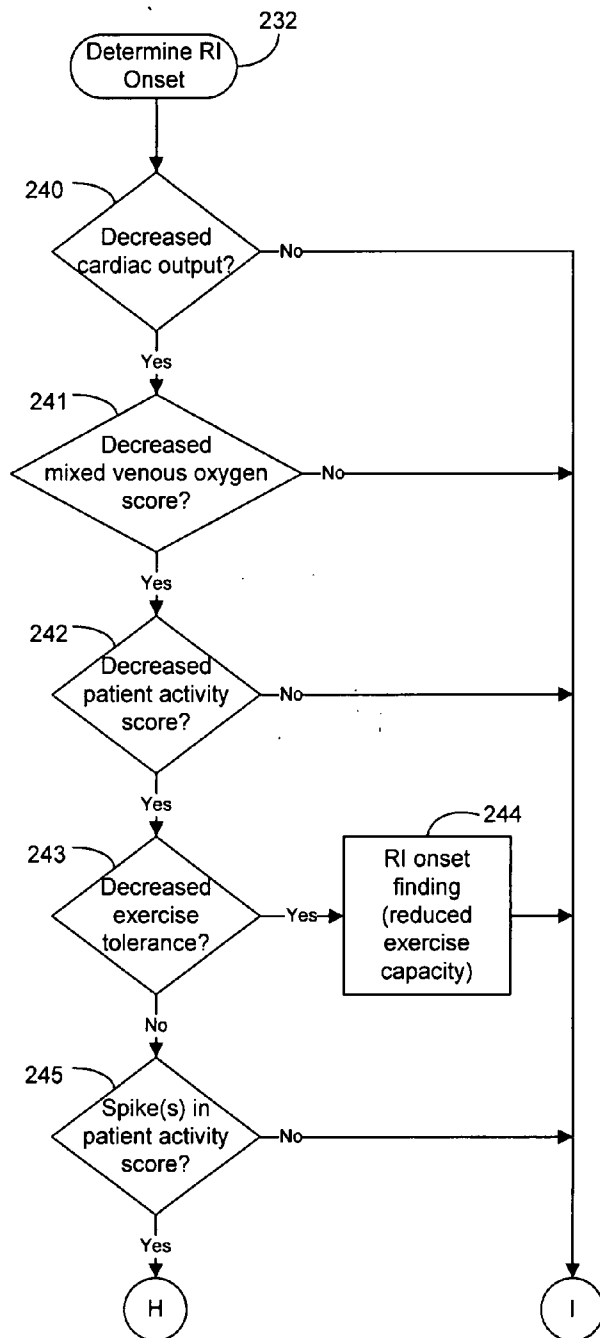 232
Determine RI
Onset
240
Decreased
cardiac output?
No
Yes
241
Decreased
mixed venous oxygen
score?
No
Yes
242
Decreased
patient activity
score?
No
Yes
243
Decreased
exercise
tolerance?
Yes
244
RI onset
finding
(reduced
exercise
capacity)
No
245
Spike(s) in
patient activity
score?
No
Yes
H
I